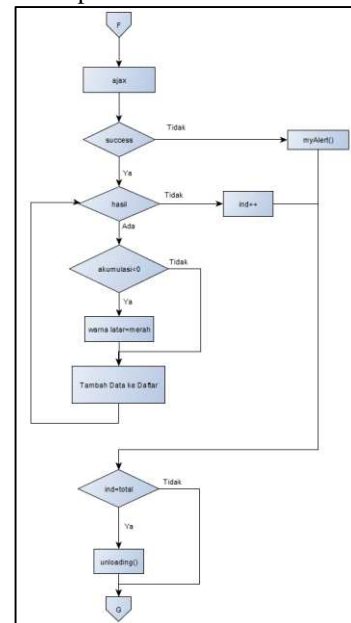 F
ajax
success
Tidak
myAlert()
Ya
hasil
Tidak
ind++
Ada
akumulasi<0
Tidak
Ya
warna latar=merah
Tambah Data ke Daftar
ind=total
Tidak
Ya
unloading()
G